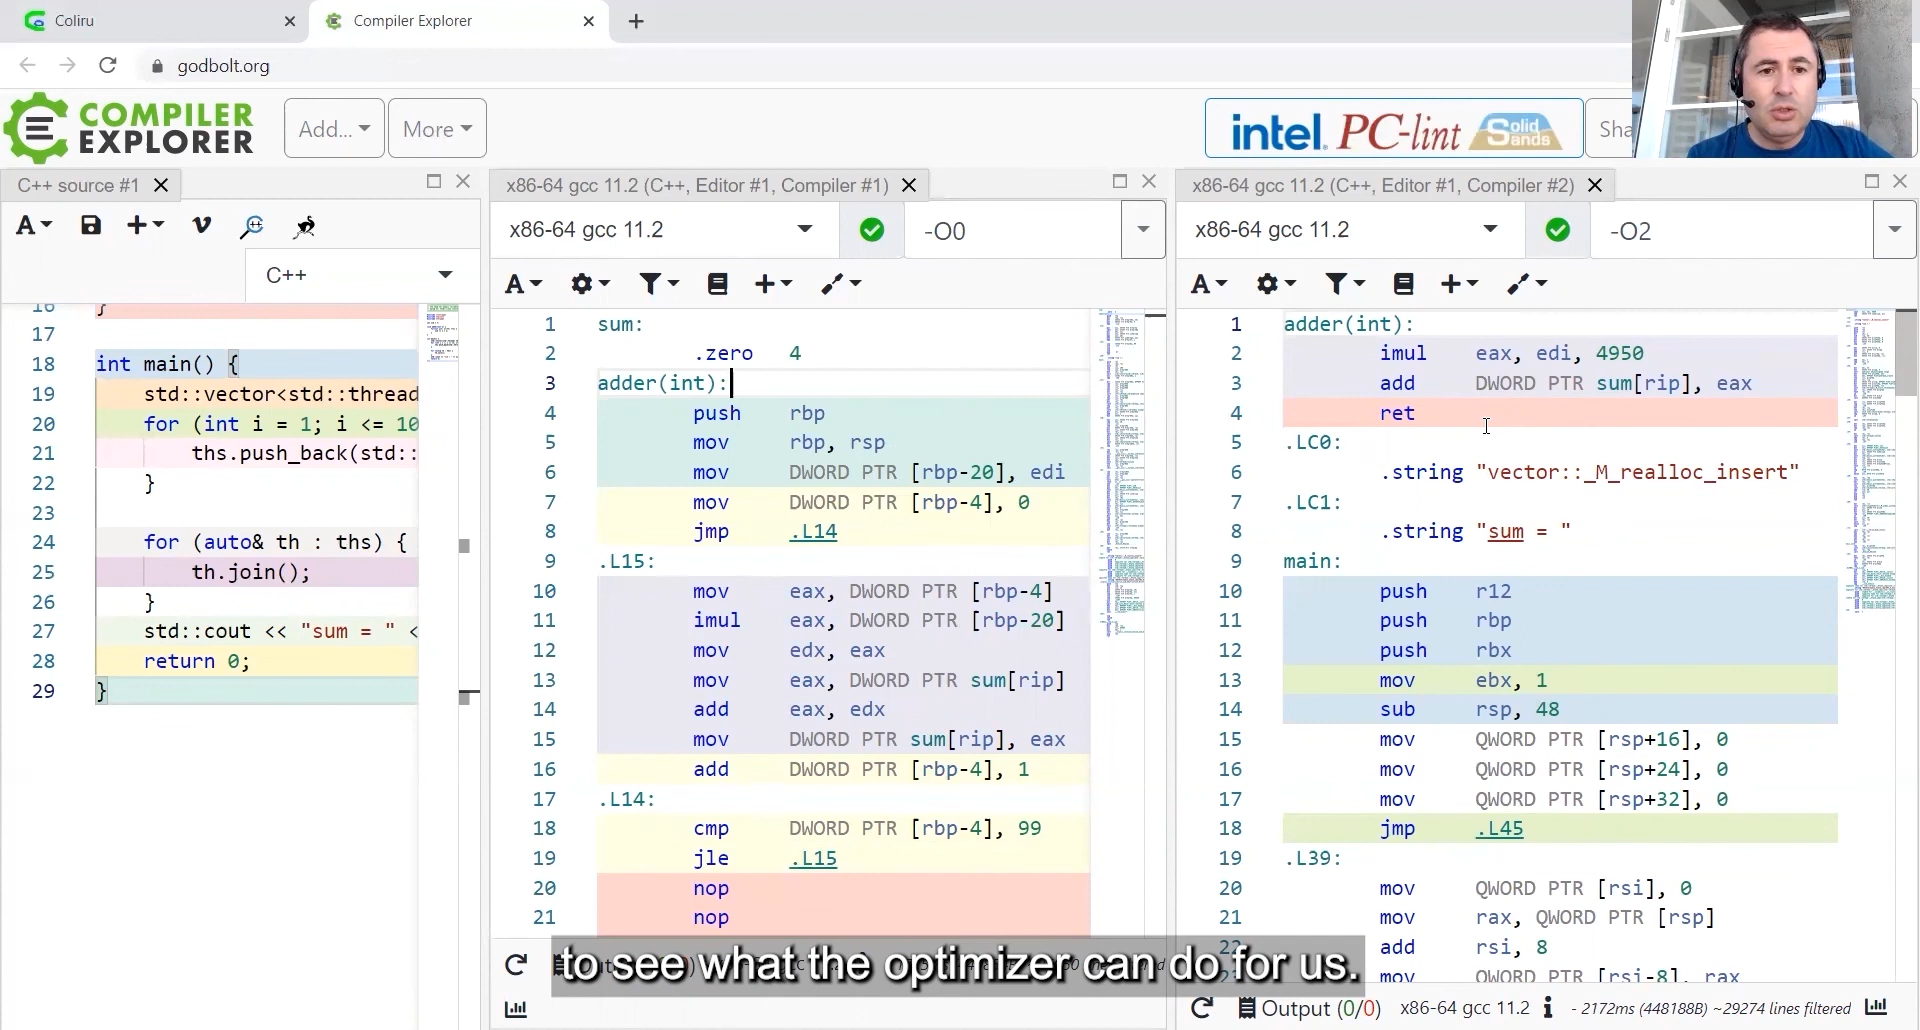 Coliru
Compiler Explorer
godbolt.org
COMPILER
EXPLORER
Add...
More
intel. PC-lint Solid Sands
Sha
C++ source #1
A
C++
16 }
17
18 int main() {
19 std::vector<std::thread
20 for (int i = 1; i <= 10
21 ths.push_back(std::
22 }
23
24 for (auto& th : ths) {
25 th.join();
26 }
27 std::cout << "sum = " <
28 return 0;
29 }
x86-64 gcc 11.2 (C++, Editor #1, Compiler #1)
x86-64 gcc 11.2
-O0
A
1 sum:
2 .zero 4
3 adder(int):
4 push rbp
5 mov rbp, rsp
6 mov DWORD PTR [rbp-20], edi
7 mov DWORD PTR [rbp-4], 0
8 jmp .L14
9 .L15:
10 mov eax, DWORD PTR [rbp-4]
11 imul eax, DWORD PTR [rbp-20]
12 mov edx, eax
13 mov eax, DWORD PTR sum[rip]
14 add eax, edx
15 mov DWORD PTR sum[rip], eax
16 add DWORD PTR [rbp-4], 1
17 .L14:
18 cmp DWORD PTR [rbp-4], 99
19 jle .L15
20 nop
21 nop
x86-64 gcc 11.2 (C++, Editor #1, Compiler #2)
x86-64 gcc 11.2
-O2
A
1 adder(int):
2 imul eax, edi, 4950
3 add DWORD PTR sum[rip], eax
4 ret
5 .LC0:
6 .string "vector::_M_realloc_insert"
7 .LC1:
8 .string "sum = "
9 main:
10 push r12
11 push rbp
12 push rbx
13 mov ebx, 1
14 sub rsp, 48
15 mov QWORD PTR [rsp+16], 0
16 mov QWORD PTR [rsp+24], 0
17 mov QWORD PTR [rsp+32], 0
18 jmp .L45
19 .L39:
20 mov QWORD PTR [rsi], 0
21 mov rax, QWORD PTR [rsp]
22 add rsi, 8
mov QWORD PTR [rsi-8], rax
Output (0/0) x86-64 gcc 11.2 i - 2172ms (448188B) ~29274 lines filtered
to see what the optimizer can do for us.